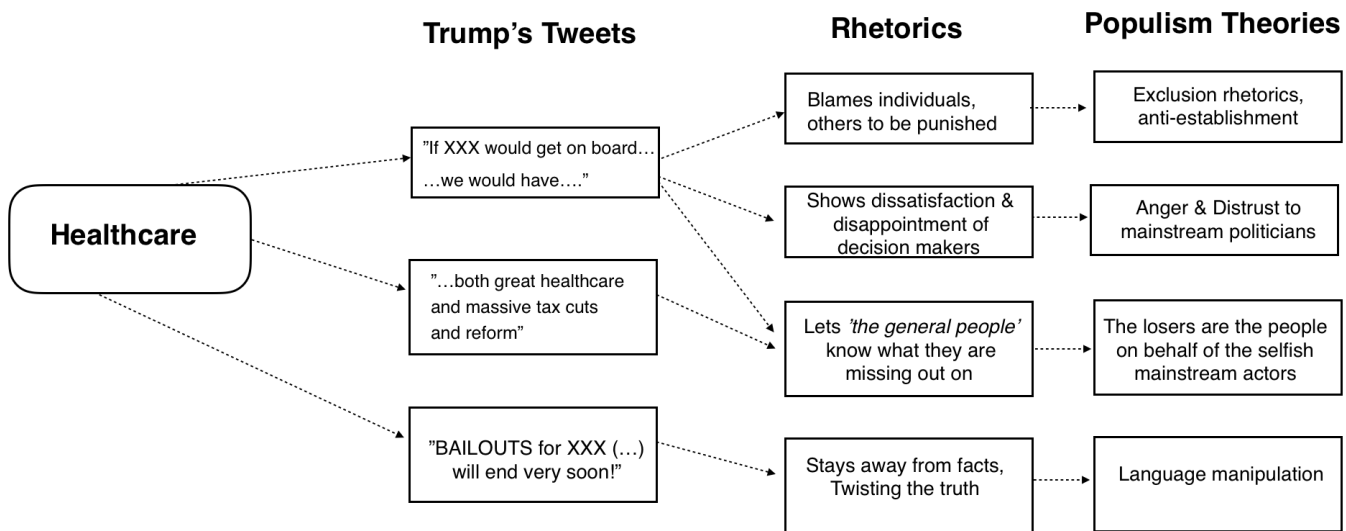 Trump's Tweets
Rhetorics
Populism Theories
Healthcare
"If XXX would get on board…
…we would have…."
"…both great healthcare
and massive tax cuts
and reform"
"BAILOUTS for XXX (…)
will end very soon!"
Blames individuals,
others to be punished
Shows dissatisfaction &
disappointment of
decision makers
Lets 'the general people'
know what they are
missing out on
Stays away from facts,
Twisting the truth
Exclusion rhetorics,
anti-establishment
Anger & Distrust to
mainstream politicians
The losers are the people
on behalf of the selfish
mainstream actors
Language manipulation